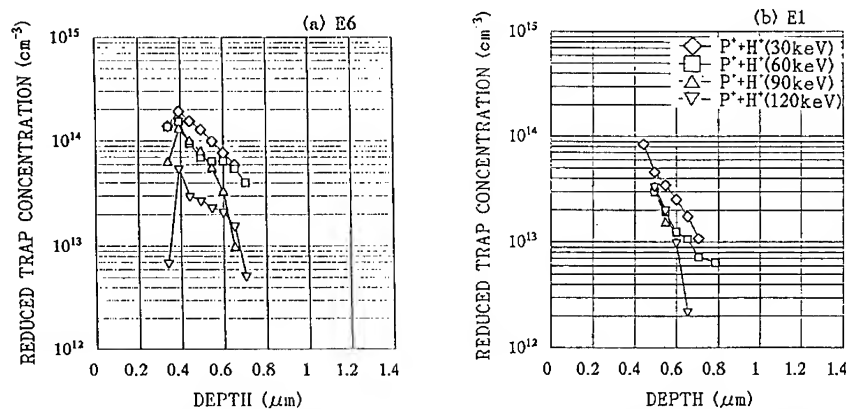 (a) E6
REDUCED TRAP CONCENTRATION (cm⁻³)
10¹⁵
10¹⁴
10¹³
10¹²
0 0.2 0.4 0.6 0.8 1 1.2 1.4
DEPTH (μm)
(b) E1
REDUCED TRAP CONCENTRATION (cm⁻³)
10¹⁵
10¹⁴
10¹³
10¹²
P⁺+H⁺(30keV)
P⁺+H⁺(60keV)
P⁺+H⁺(90keV)
P⁺+H⁺(120keV)
0 0.2 0.4 0.6 0.8 1 1.2 1.4
DEPTH (μm)